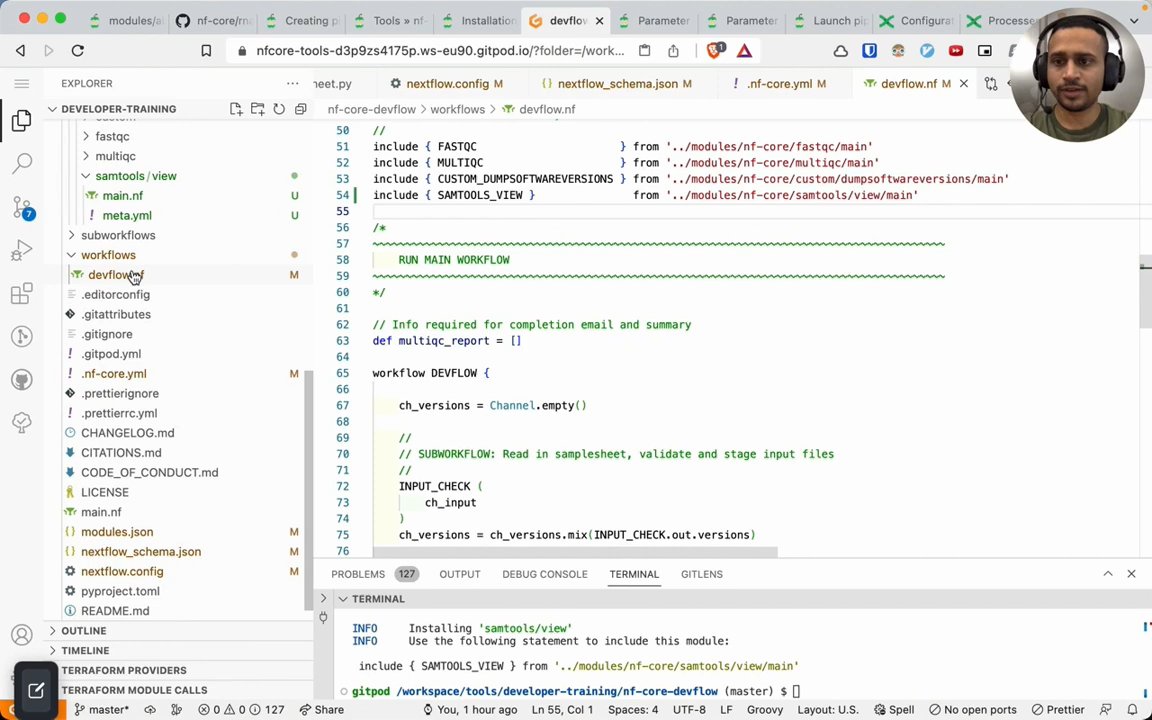 modules/al
nf-core/rna
Creating pi
Tools » nf-
Installation
devflow
Parameter
Parameter
Launch pip
Configurat
Processes
nfcore-tools-d3p9zs4175p.ws-eu90.gitpod.io/?folder=/work...
EXPLORER
DEVELOPER-TRAINING
fastqc
multiqc
samtools/view
main.nf U
meta.yml U
subworkflows
workflows
devflow.nf M
.editorconfig
.gitattributes
.gitignore
.gitpod.yml
.nf-core.yml M
.prettierignore
.prettierrc.yml
CHANGELOG.md
CITATIONS.md
CODE_OF_CONDUCT.md
LICENSE
main.nf
modules.json M
nextflow_schema.json M
nextflow.config M
pyproject.toml
README.md
OUTLINE
TIMELINE
TERRAFORM PROVIDERS
TERRAFORM MODULE CALLS
7
heet.py nextflow.config M nextflow_schema.json M .nf-core.yml M devflow.nf M
nf-core-devflow > workflows > devflow.nf
50 //
51 include { FASTQC } from '../modules/nf-core/fastqc/main'
52 include { MULTIQC } from '../modules/nf-core/multiqc/main'
53 include { CUSTOM_DUMPSOFTWAREVERSIONS } from '../modules/nf-core/custom/dumpsoftwareversions/main'
54 include { SAMTOOLS_VIEW } from '../modules/nf-core/samtools/view/main'
55
56 /*
57 ~~~~~~~~~~~~~~~~~~~~~~~~~~~~~~~~~~~~~~~~~~~~~~~~~~~~~~~~~~~~~~~~~~~~~~~~~~~~~~~~~~~~~~~~
58 RUN MAIN WORKFLOW
59 ~~~~~~~~~~~~~~~~~~~~~~~~~~~~~~~~~~~~~~~~~~~~~~~~~~~~~~~~~~~~~~~~~~~~~~~~~~~~~~~~~~~~~~~~
60 */
61
62 // Info required for completion email and summary
63 def multiqc_report = []
64
65 workflow DEVFLOW {
66
67 ch_versions = Channel.empty()
68
69 //
70 // SUBWORKFLOW: Read in samplesheet, validate and stage input files
71 //
72 INPUT_CHECK (
73 ch_input
74 )
75 ch_versions = ch_versions.mix(INPUT_CHECK.out.versions)
76
PROBLEMS 127 OUTPUT DEBUG CONSOLE TERMINAL GITLENS
TERMINAL
INFO Installing 'samtools/view'
INFO Use the following statement to include this module:
include { SAMTOOLS_VIEW } from '../modules/nf-core/samtools/view/main'
gitpod /workspace/tools/developer-training/nf-core-devflow (master) $
master* 0 0 127 Share You, 1 hour ago Ln 55, Col 1 Spaces: 4 UTF-8 LF Groovy Layout: U.S. Spell No open ports Prettier